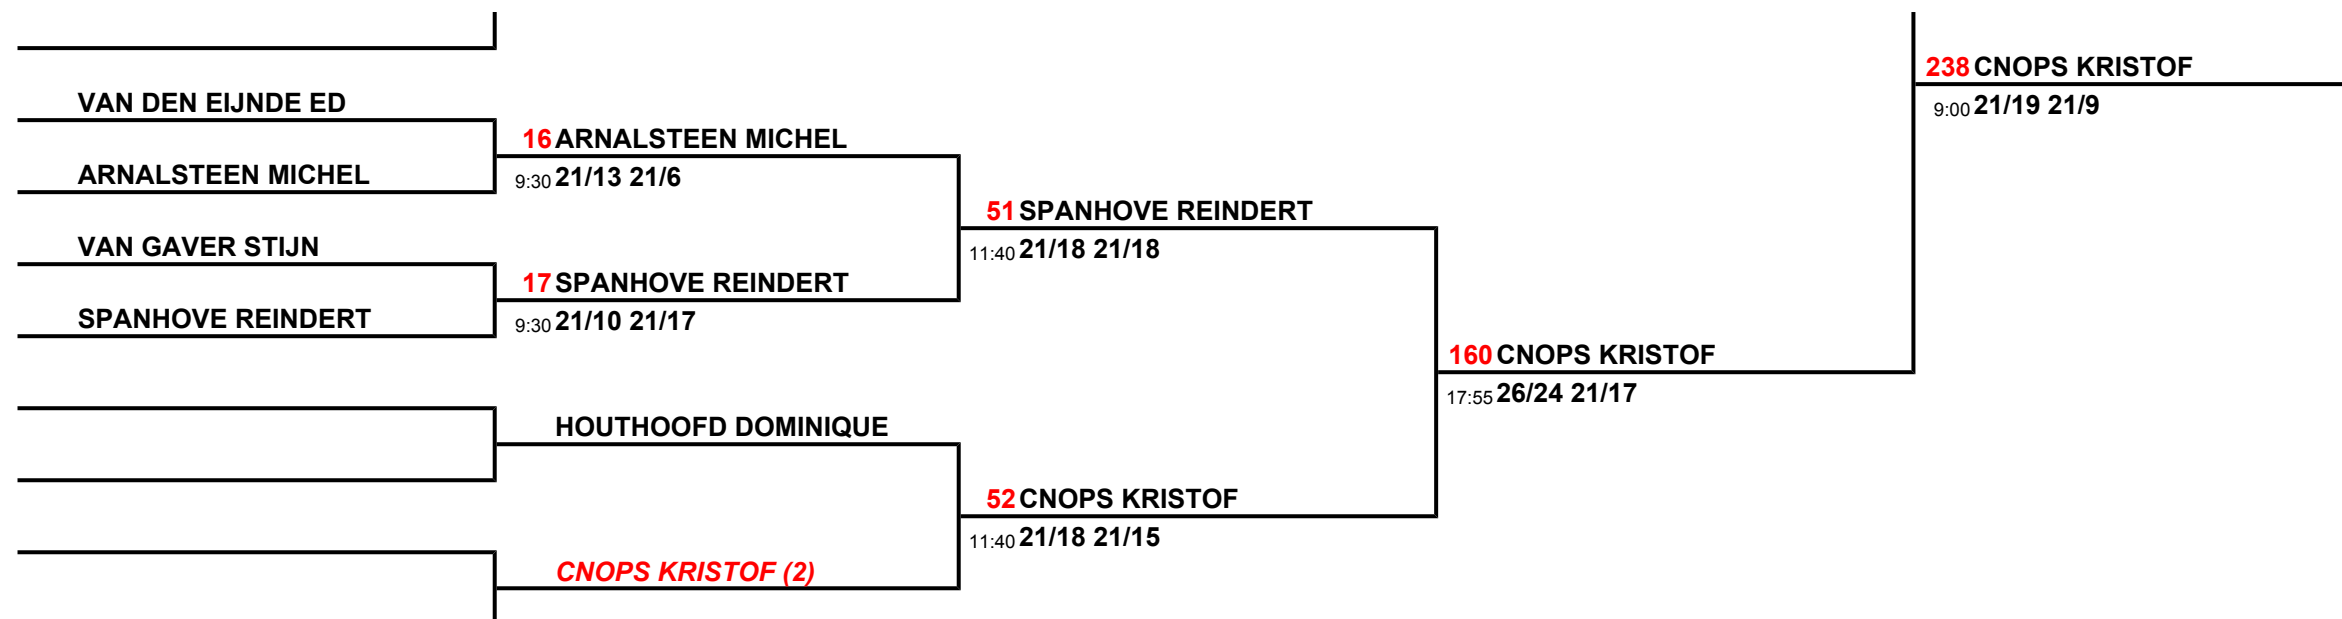 238 CNOPS KRISTOF
VAN DEN EIJNDE ED
9:00 21/19 21/9
16 ARNALSTEEN MICHEL
ARNALSTEEN MICHEL
9:30 21/13 21/6
51 SPANHOVE REINDERT
VAN GAVER STIJN
11:40 21/18 21/18
17 SPANHOVE REINDERT
SPANHOVE REINDERT
9:30 21/10 21/17
160 CNOPS KRISTOF
17:55 26/24 21/17
HOUTHOOFD DOMINIQUE
52 CNOPS KRISTOF
11:40 21/18 21/15
CNOPS KRISTOF (2)